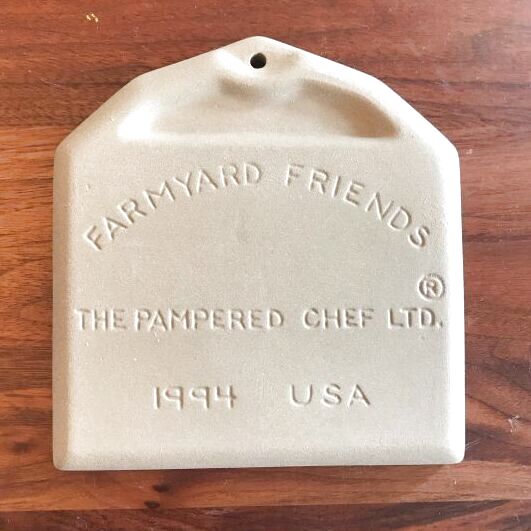 FARMYARD FRIENDS
®
THE PAMPERED CHEF LTD.
1994 USA